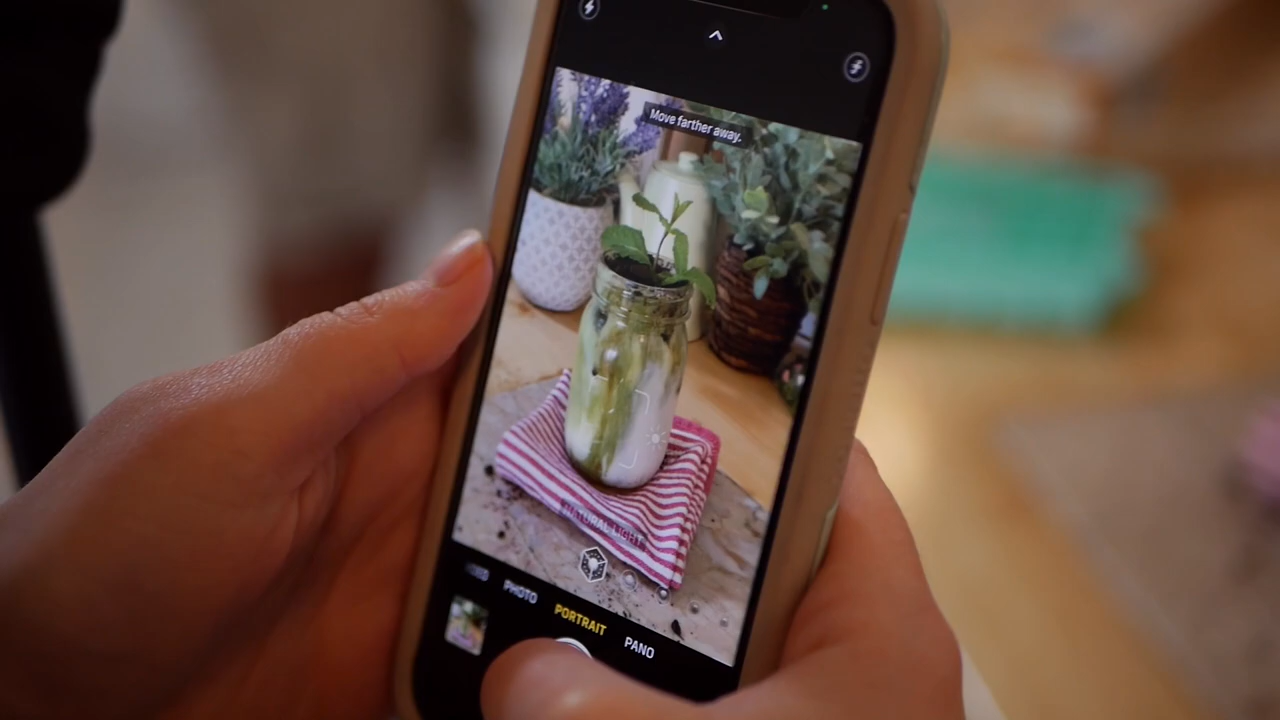 Move farther away.
NATURAL LIGHT
PHOTO
PORTRAIT
PANO